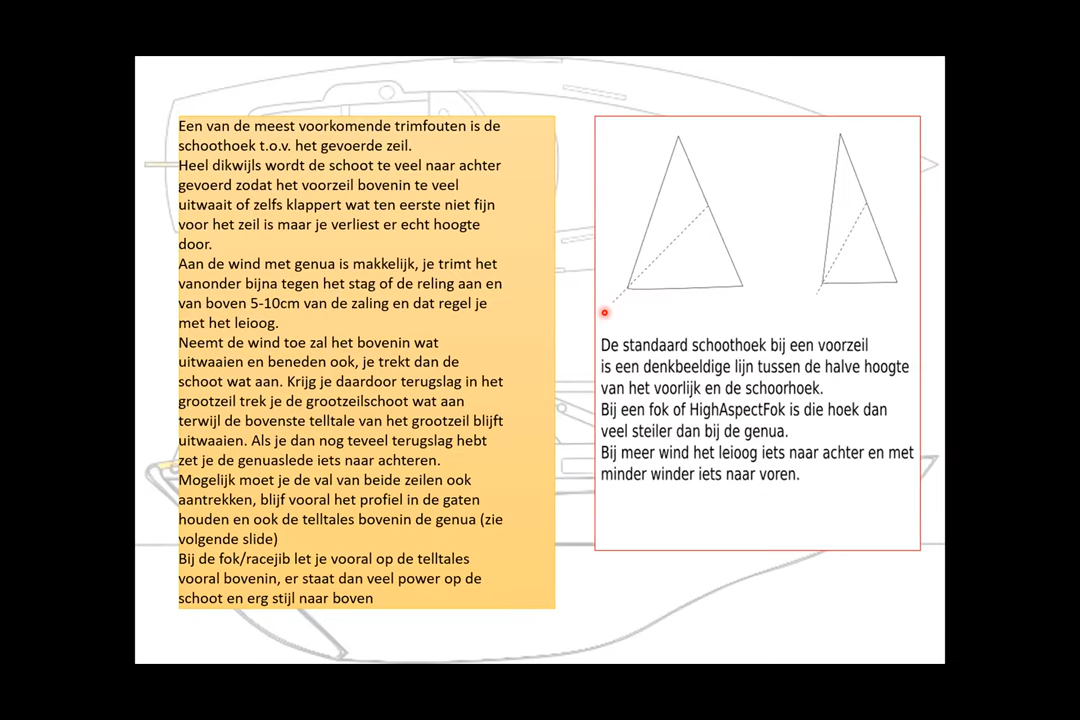 Een van de meest voorkomende trimfouten is de
schoothoek t.o.v. het gevoerde zeil.
Heel dikwijls wordt de schoot te veel naar achter
gevoerd zodat het voorzeil bovenin te veel
uitwaait of zelfs klappert wat ten eerste niet fijn
voor het zeil is maar je verliest er echt hoogte
door.
Aan de wind met genua is makkelijk, je trimt het
vanonder bijna tegen het stag of de reling aan en
van boven 5-10cm van de zaling en dat regel je
met het leioog.
Neemt de wind toe zal het bovenin wat
uitwaaien en beneden ook, je trekt dan de
schoot wat aan. Krijg je daardoor terugslag in het
grootzeil trek je de grootzeilschoot wat aan
terwijl de bovenste telltale van het grootzeil blijft
uitwaaien. Als je dan nog teveel terugslag hebt
zet je de genuaslede iets naar achteren.
Mogelijk moet je de val van beide zeilen ook
aantrekken, blijf vooral het profiel in de gaten
houden en ook de telltales bovenin de genua (zie
volgende slide)
Bij de fok/racejib let je vooral op de telltales
vooral bovenin, er staat dan veel power op de
schoot en erg stijl naar boven
De standaard schoothoek bij een voorzeil
is een denkbeeldige lijn tussen de halve hoogte
van het voorlijk en de schoorhoek.
Bij een fok of HighAspectFok is die hoek dan
veel steiler dan bij de genua.
Bij meer wind het leioog iets naar achter en met
minder winder iets naar voren.